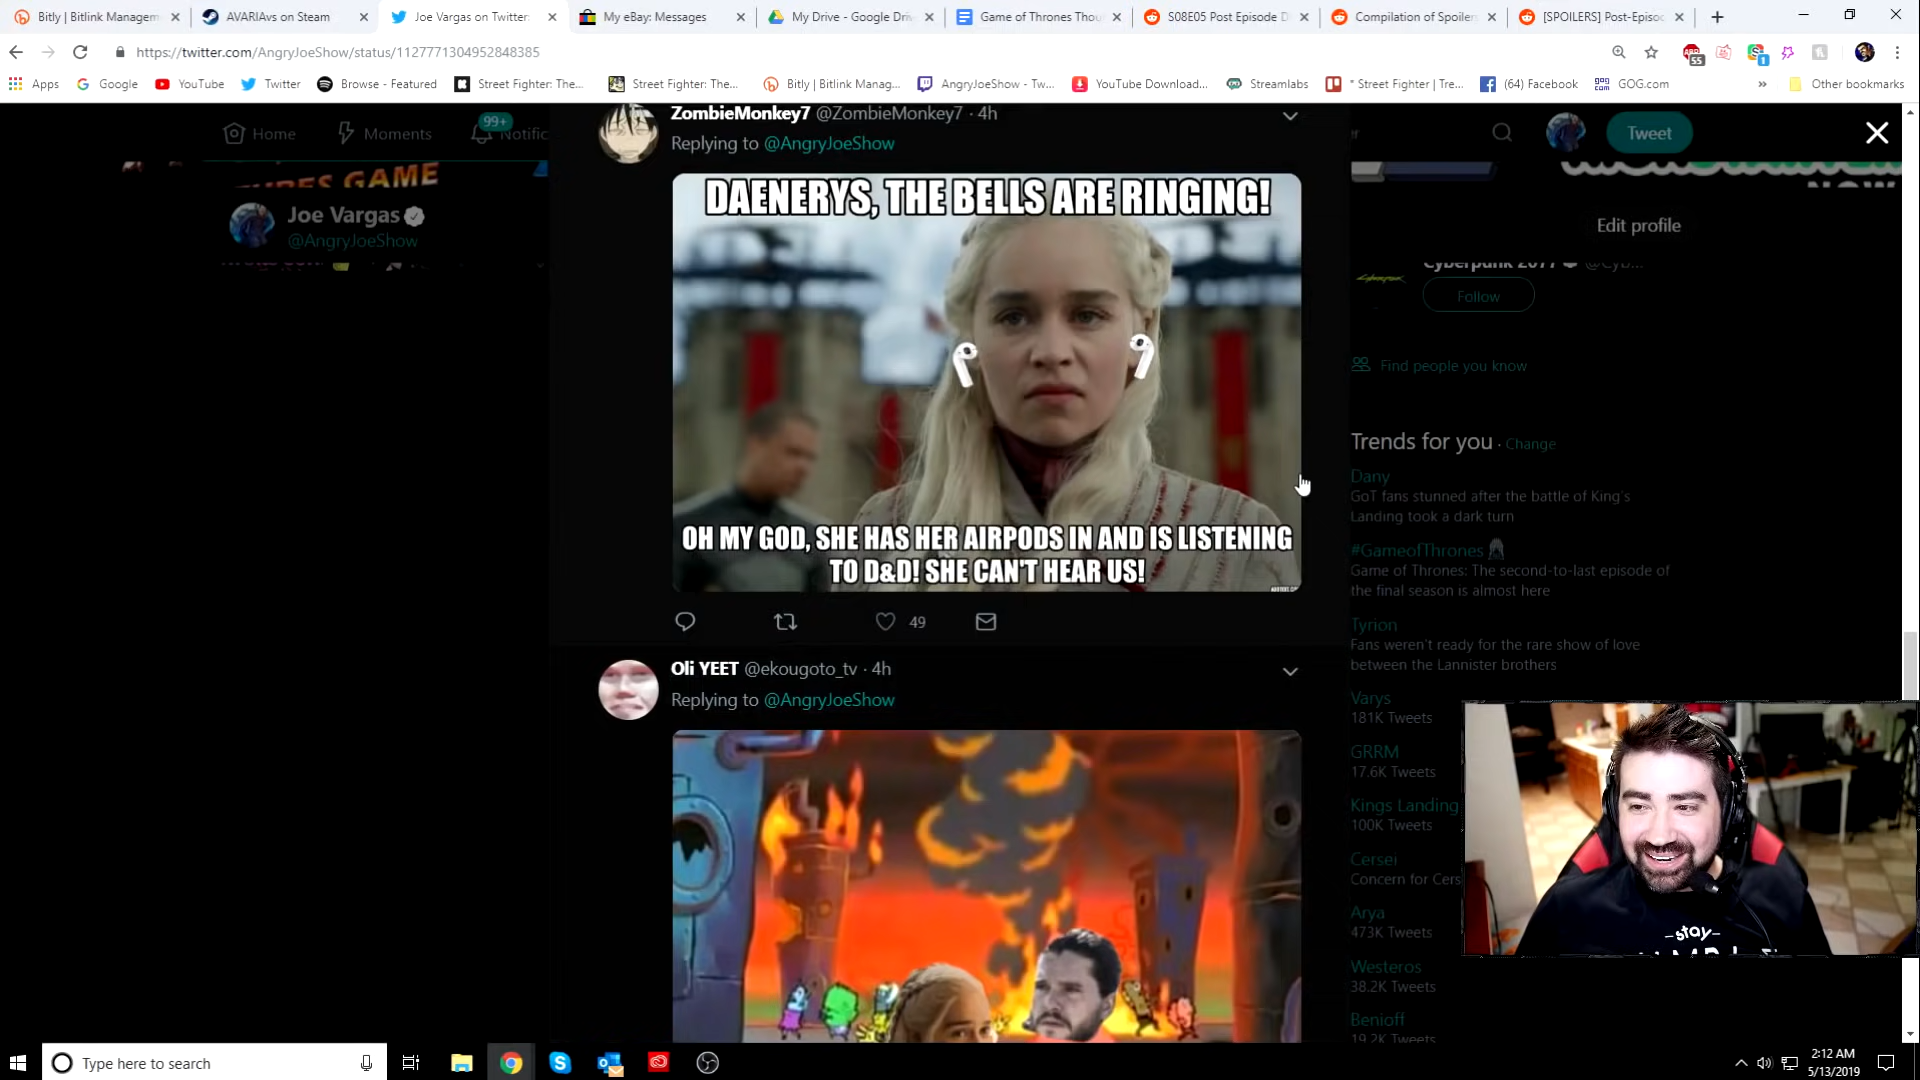 Bitly | Bitlink Managem
AVARIAvs on Steam
Joe Vargas on Twitter:
My eBay: Messages
My Drive - Google Driv
Game of Thrones Thou
S08E05 Post Episode D
Compilation of Spoiler
[SPOILERS] Post-Episod
https://twitter.com/AngryJoeShow/status/1127771304952848385
55
1
Apps
Google
YouTube
Twitter
Browse - Featured
Street Fighter: The...
Street Fighter: The...
Bitly | Bitlink Manag...
AngryJoeShow - Tw...
YouTube Download...
Streamlabs
* Street Fighter | Tre...
(64) Facebook
GOG.com
»
Other bookmarks
Home
Moments
99+
Notific
Tweet
GAME
Joe Vargas
@AngryJoeShow
ZombieMonkey7 @ZombieMonkey7 · 4h
Replying to @AngryJoeShow
DAENERYS, THE BELLS ARE RINGING!
OH MY GOD, SHE HAS HER AIRPODS IN AND IS LISTENING
TO D&D! SHE CAN'T HEAR US!
49
Oli YEET @ekougoto_tv · 4h
Replying to @AngryJoeShow
NOW
Edit profile
Cyberpunk 2077 @Cyb...
Follow
Find people you know
Trends for you · Change
Dany
GoT fans stunned after the battle of King's
Landing took a dark turn
#GameofThrones
Game of Thrones: The second-to-last episode of
the final season is almost here
Tyrion
Fans weren't ready for the rare show of love
between the Lannister brothers
Varys
181K Tweets
GRRM
17.6K Tweets
Kings Landing
100K Tweets
Cersei
Concern for Cers
Arya
473K Tweets
Westeros
38.2K Tweets
Benioff
19.2K Tweets
-stay-
Type here to search
2:12 AM
5/13/2019